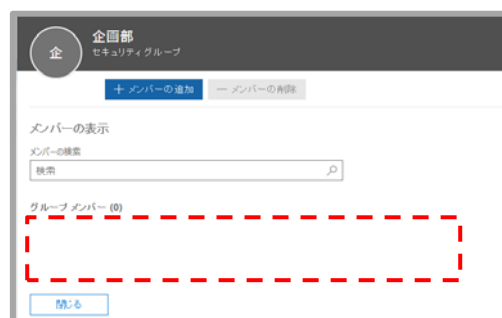 企画部
企
セキュリティグループ
＋ メンバーの追加 － メンバーの削除
メンバーの表示
メンバーの検索
検索
グループ メンバー (0)
閉じる